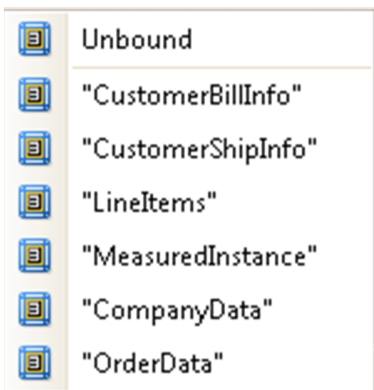 Unbound
"CustomerBillInfo"
"CustomerShipInfo"
"LineItems"
"MeasuredInstance"
"CompanyData"
"OrderData"